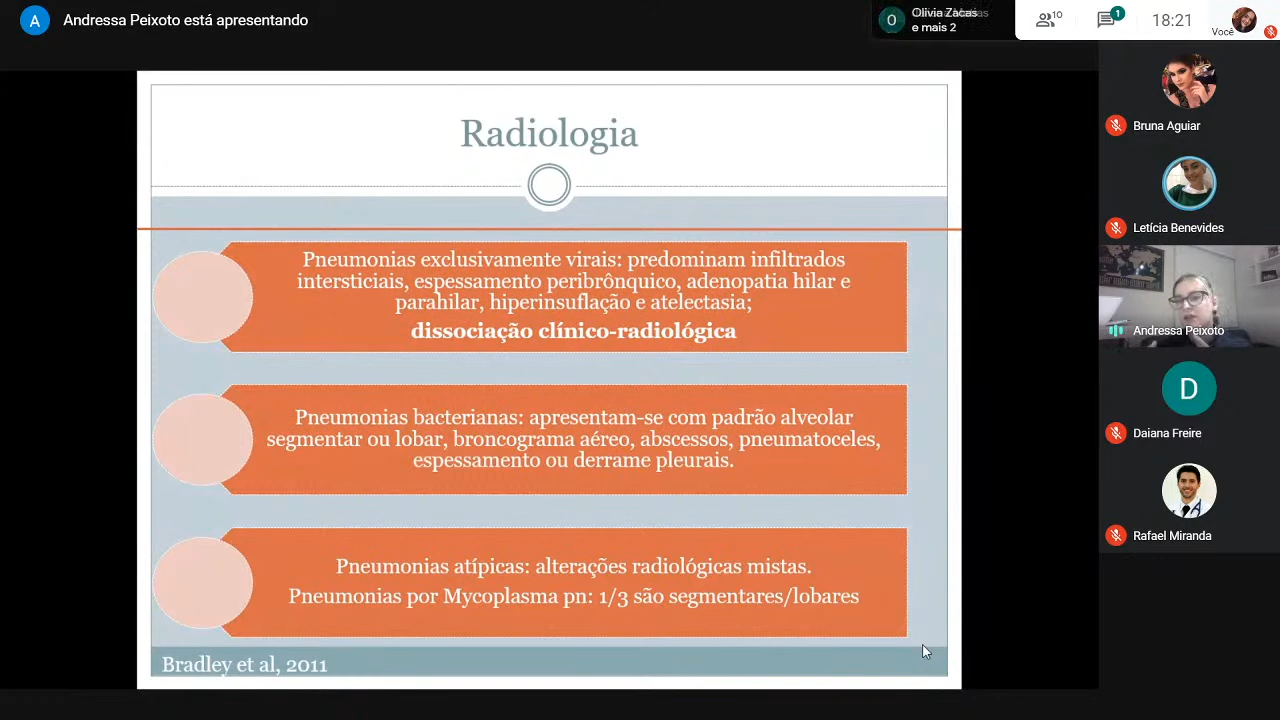 A
Andressa Peixoto está apresentando
O
Olivia Zacas
e mais 2
10
1
18:21
Você
Radiologia
Pneumonias exclusivamente virais: predominam infiltrados
intersticiais, espessamento peribrônquico, adenopatia hilar e
parahilar, hiperinsuflação e atelectasia;
dissociação clínico-radiológica
Pneumonias bacterianas: apresentam-se com padrão alveolar
segmentar ou lobar, broncograma aéreo, abscessos, pneumatoceles,
espessamento ou derrame pleurais.
Pneumonias atípicas: alterações radiológicas mistas.
Pneumonias por Mycoplasma pn: 1/3 são segmentares/lobares
Bradley et al, 2011
Bruna Aguiar
Letícia Benevides
Andressa Peixoto
D
Daiana Freire
Rafael Miranda